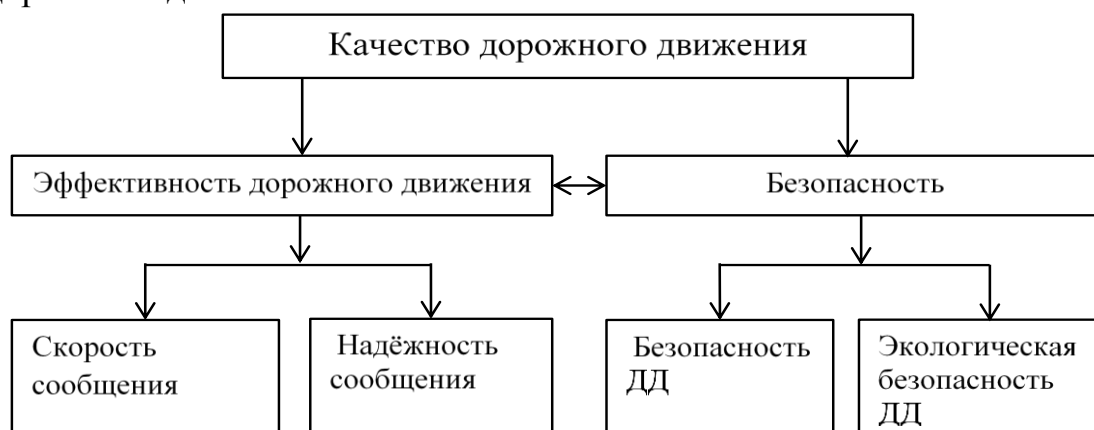 Качество дорожного движения
Эффективность дорожного движения
Безопасность
Скорость
сообщения
Надёжность
сообщения
Безопасность
ДД
Экологическая
безопасность
ДД